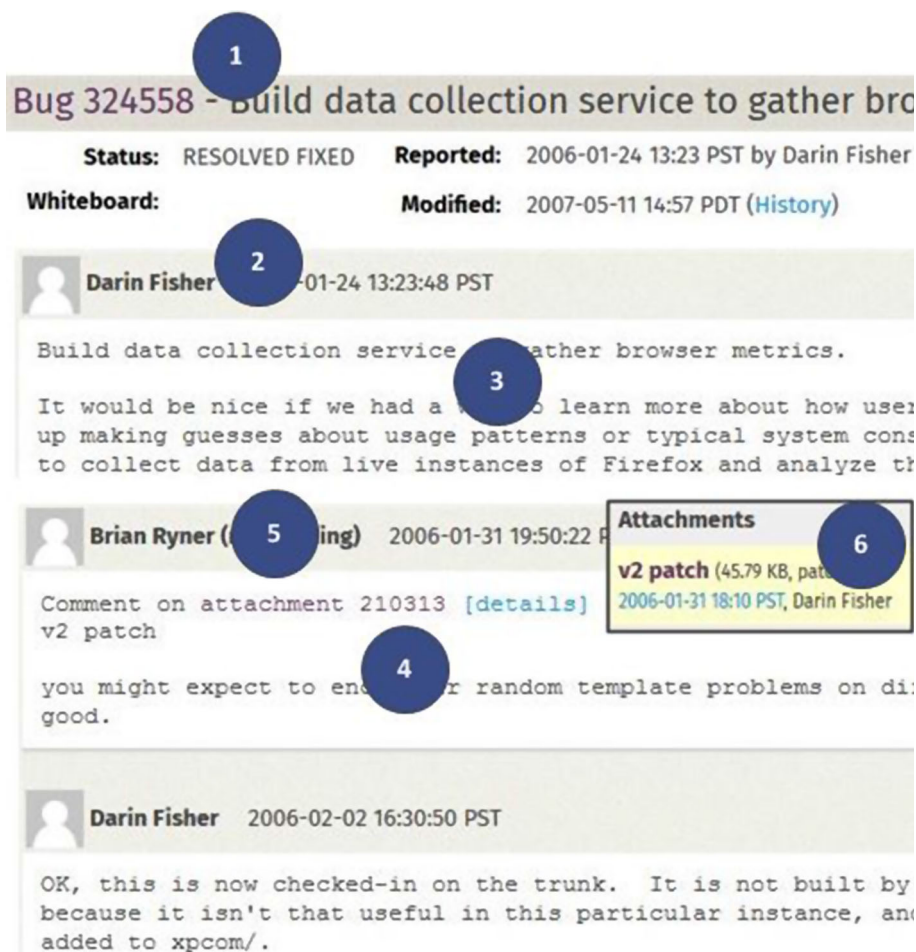 1
Bug 324558 - Build data collection service to gather bro
Status: RESOLVED FIXED Reported: 2006-01-24 13:23 PST by Darin Fisher
Whiteboard: Modified: 2007-05-11 14:57 PDT (History)
2
Darin Fisher -01-24 13:23:48 PST
Build data collection service gather browser metrics.
3
It would be nice if we had a learn more about how user
up making guesses about usage patterns or typical system cons
to collect data from live instances of Firefox and analyze th
Brian Ryner ( 5 ing) 2006-01-31 19:50:22 P
Attachments
6
v2 patch (45.79 KB, pat
2006-01-31 18:10 PST, Darin Fisher
Comment on attachment 210313 [details]
v2 patch
4
you might expect to en r random template problems on di
good.
Darin Fisher 2006-02-02 16:30:50 PST
OK, this is now checked-in on the trunk. It is not built by
because it isn't that useful in this particular instance, and
added to xpcom/.